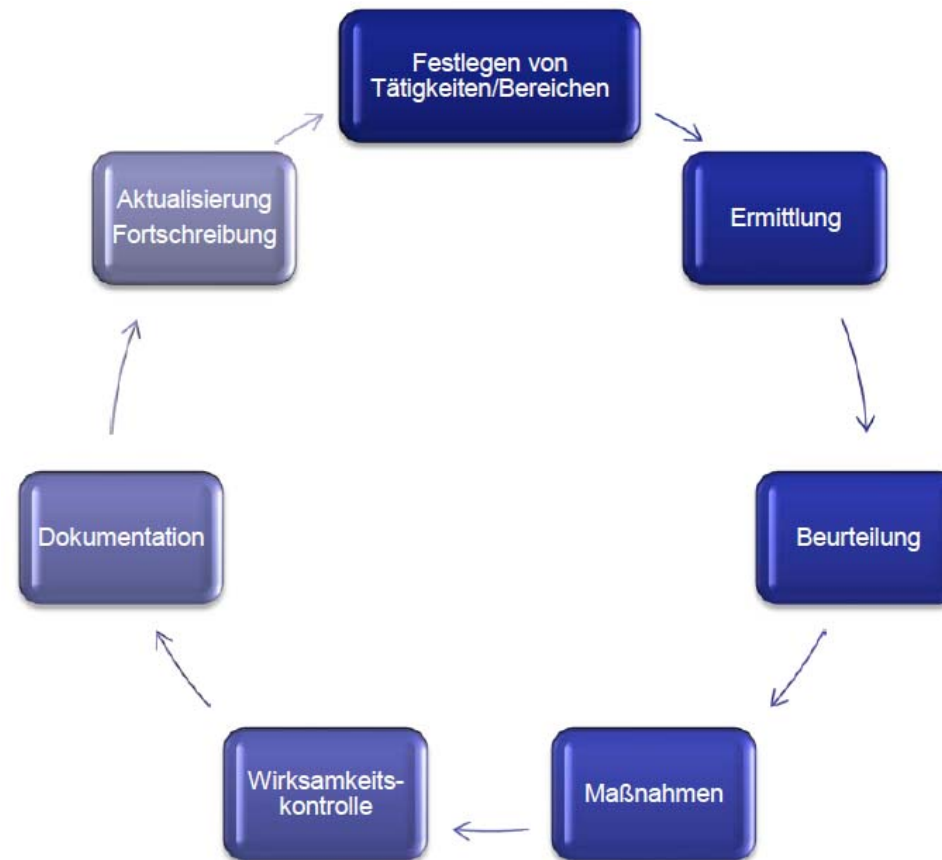 Festlegen von
Tätigkeiten/Bereichen
Ermittlung
Beurteilung
Maßnahmen
Wirksamkeits-
kontrolle
Dokumentation
Aktualisierung
Fortschreibung